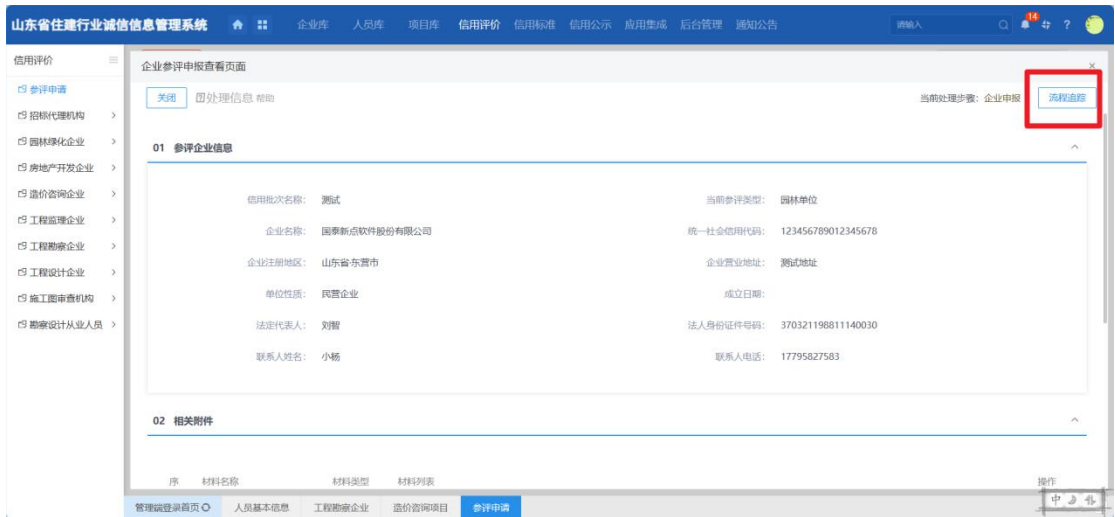 山东省住建行业诚信信息管理系统 企业库 人员库 项目库 信用评价 信用标准 信用公示 应用集成 后台管理 通知公告 请输入 14 ?
信用评价
企业参评申报查看页面
参评申请
关闭 处理信息 帮助 当前处理步骤: 企业申报 流程追踪
招标代理机构
园林绿化企业
01 参评企业信息
房地产开发企业
造价咨询企业
信用批次名称: 测试 当前参评类型: 园林单位
工程监理企业
企业名称: 国泰新点软件股份有限公司 统一社会信用代码: 123456789012345678
工程勘察企业
企业注册地区: 山东省·东营市 企业营业地址: 测试地址
工程设计企业
单位性质: 民营企业 成立日期:
施工图审查机构
勘察设计从业人员
法定代表人: 刘智 法人身份证件号码: 370321198811140030
联系人姓名: 小杨 联系人电话: 17795827583
02 相关附件
序 材料名称 材料类型 材料列表 操作
管理端登录首页 人员基本信息 工程勘察企业 造价咨询项目 参评申请
中